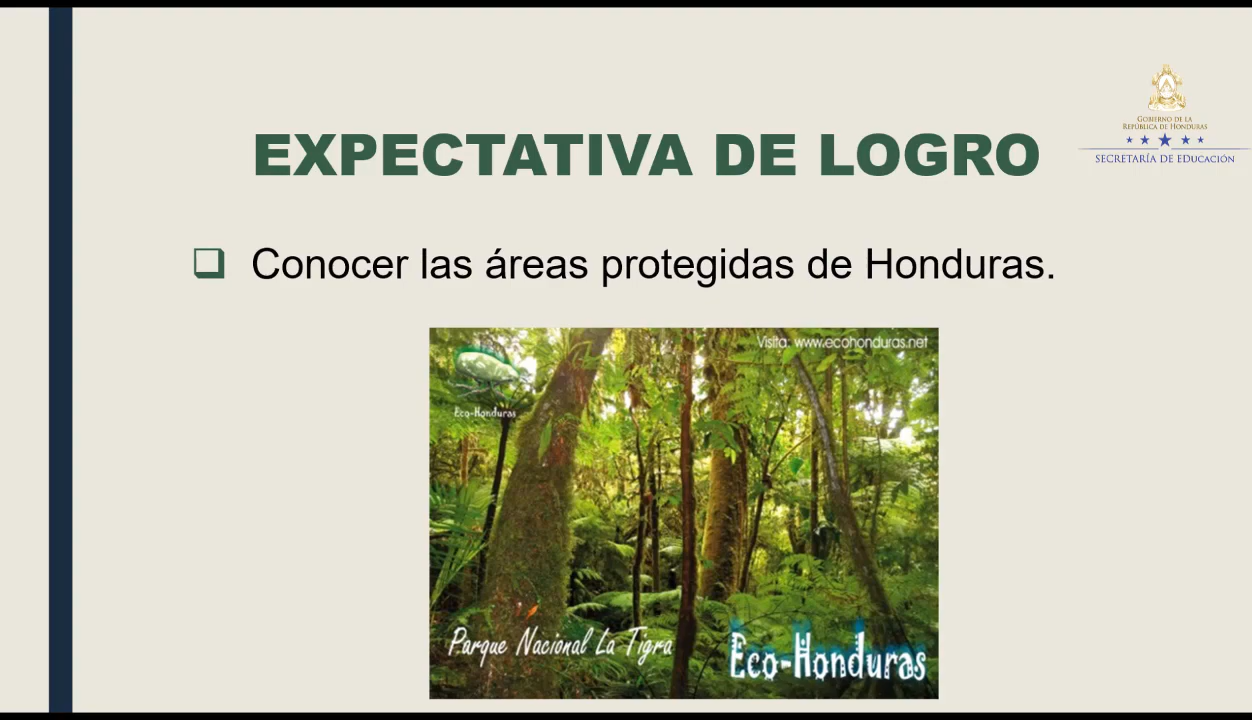 GOBIERNO DE LA
REPÚBLICA DE HONDURAS
SECRETARÍA DE EDUCACIÓN
EXPECTATIVA DE LOGRO
Conocer las áreas protegidas de Honduras.
Visita: www.ecohonduras.net
Eco-Honduras
Parque Nacional La Tigra
Eco-Honduras